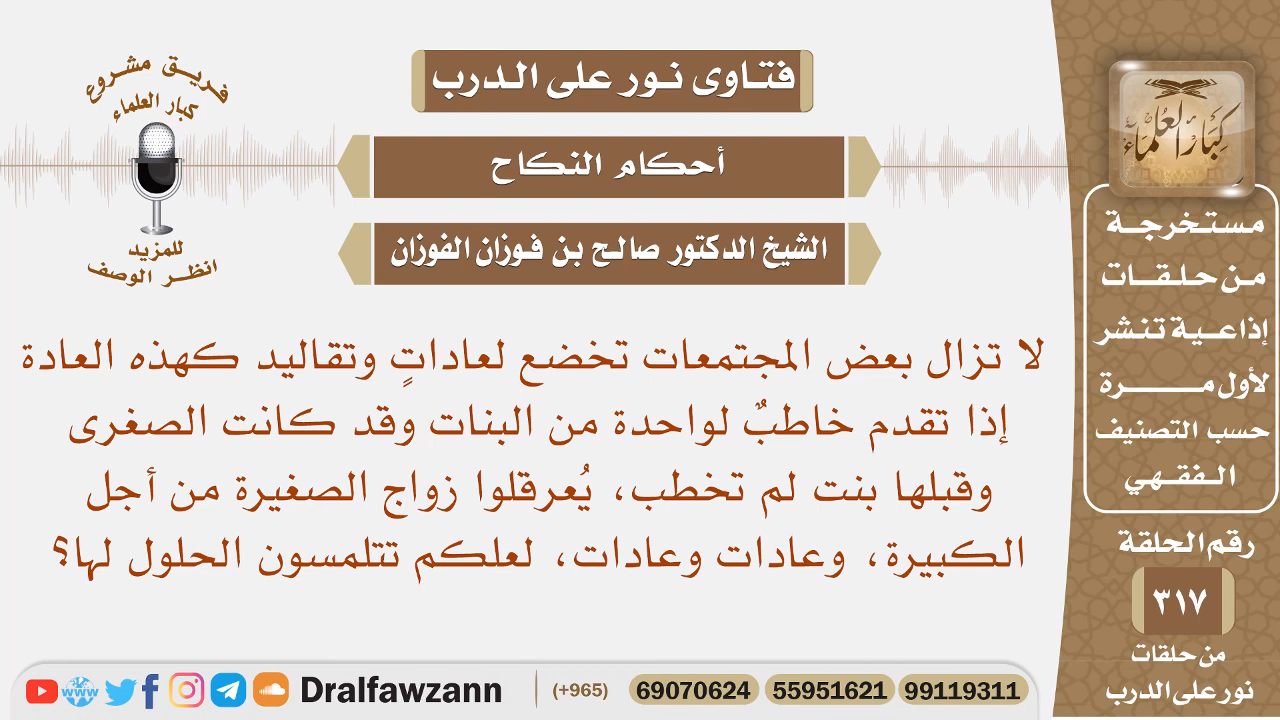 فتاوى نور على الدرب
أحكام النكاح
الشيخ الدكتور صالح بن فوزان الفوزان
فريق مشروع
كبار العلماء
للمزيد
انظر الوصف
لا تزال بعض المجتمعات تخضع لعاداتٍ وتقاليد كهذه العادة
إذا تقدم خاطبٌ لواحدة من البنات وقد كانت الصغرى
وقبلها بنت لم تخطب، يُعرقلوا زواج الصغيرة من أجل
الكبيرة، وعادات وعادات، لعلكم تتلمسون الحلول لها؟
كبار العلماء
مستخرجة
من حلقات
إذاعية تنشر
لأول مرة
حسب التصنيف
الفقهي
رقم الحلقة
٣١٧
من حلقات
نور على الدرب
www
Dralfawzann
(+965)
69070624
55951621
99119311